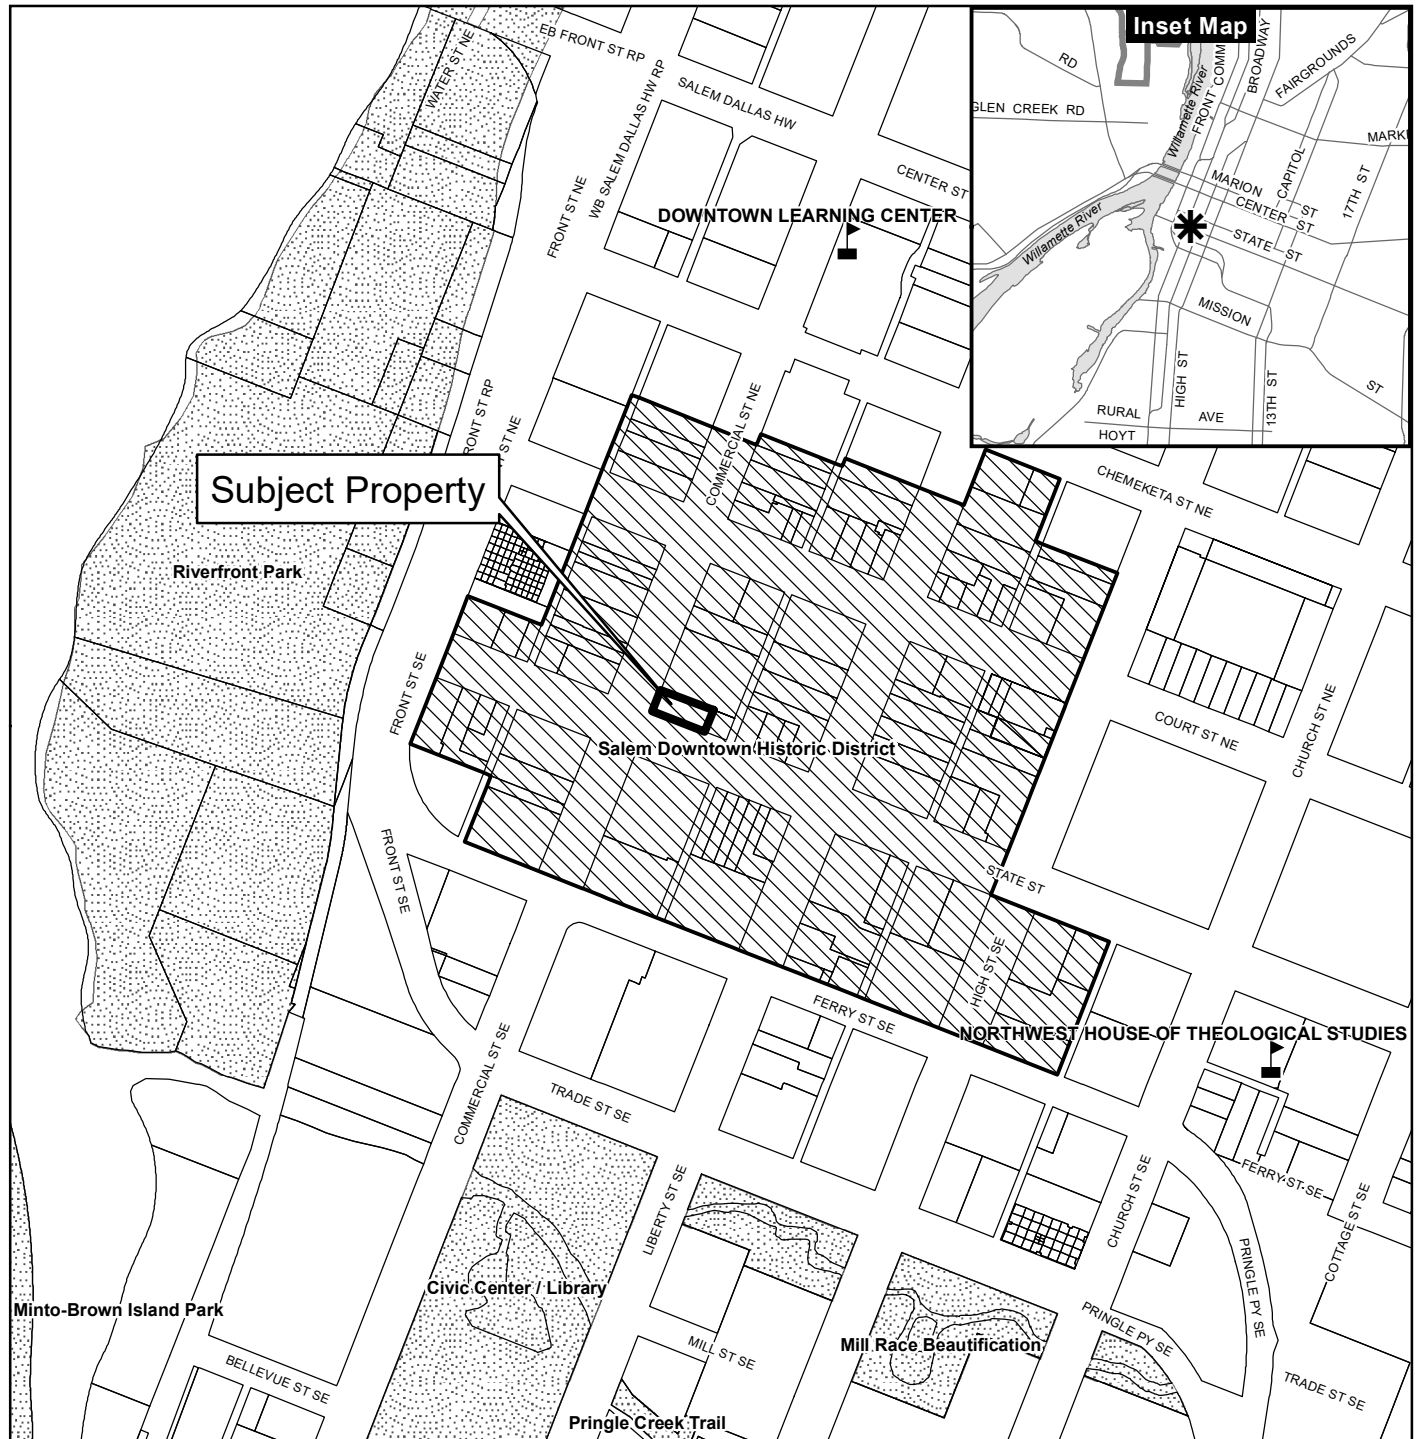 Inset Map
RD
GLEN CREEK RD
Willamette River
Willamette River
FRONT
COMM
BROADWAY
FAIRGROUNDS
MARK
CAPITOL
17TH ST
MARION
ST
CENTER ST
STATE ST
MISSION
ST
HIGH ST
13TH ST
RURAL
AVE
HOYT
WATER ST NE
EB FRONT ST RP
SALEM DALLAS HW
WB SALEM DALLAS HW RP
FRONT ST NE
CENTER ST
DOWNTOWN LEARNING CENTER
FRONT ST RP
ST NE
COMMERCIAL ST NE
CHEMEKETA ST NE
Subject Property
Riverfront Park
FRONT ST SE
Salem Downtown Historic District
COURT ST NE
CHURCH ST NE
FRONT ST SE
STATE ST
HIGH ST SE
FERRY ST SE
NORTHWEST HOUSE OF THEOLOGICAL STUDIES
COMMERCIAL ST SE
TRADE ST SE
LIBERTY ST SE
CHURCH ST SE
FERRY ST SE
COTTAGE ST SE
PRINGLE PY SE
Civic Center / Library
Minto-Brown Island Park
PRINGLE PY SE
Mill Race Beautification
MILL ST SE
BELLEVUE ST SE
TRADE ST SE
Pringle Creek Trail